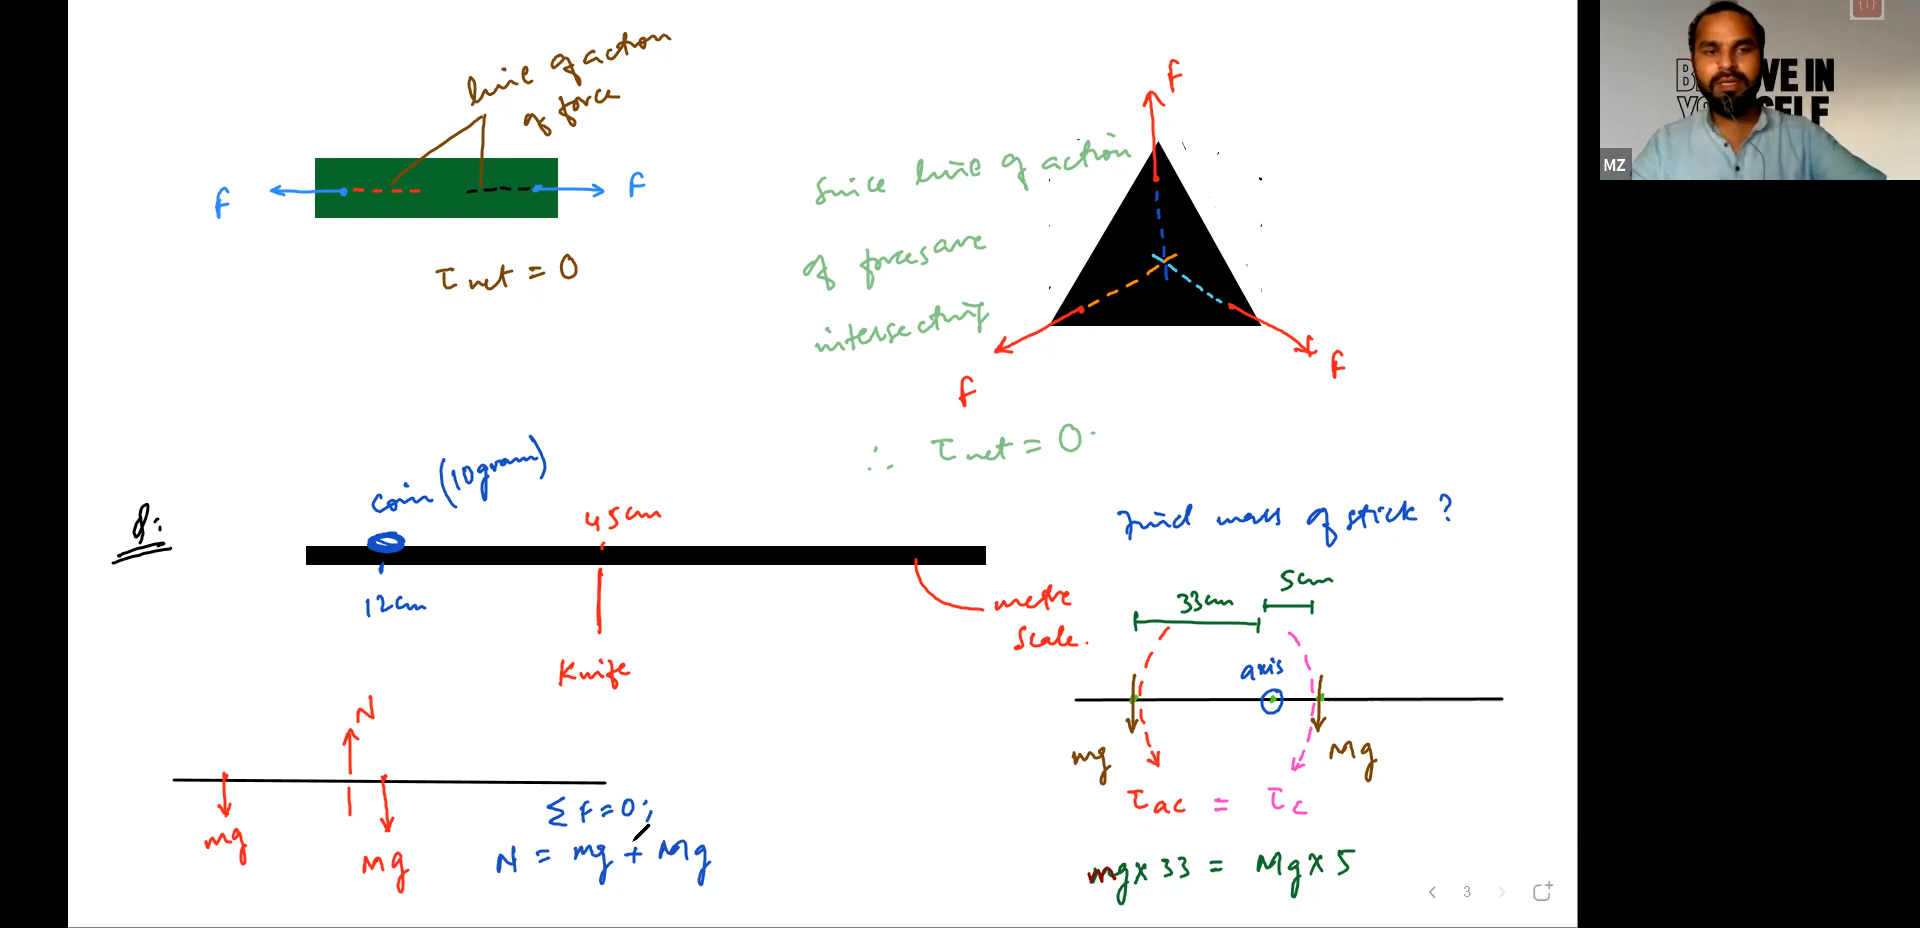 line of action
of force
F
F
τnet = 0
F
Since line of action
of forces are
intersecting
F
F
∴ τnet = 0
Q:
coin (10gram)
45cm
12cm
Knife
metre
scale.
Find mass of stick ?
33cm
5cm
axis
mg
Mg
τac = τc
mg x 33 = Mg x 5
N
mg
Mg
Σ F = 0;
N = mg + Mg
3
MZ